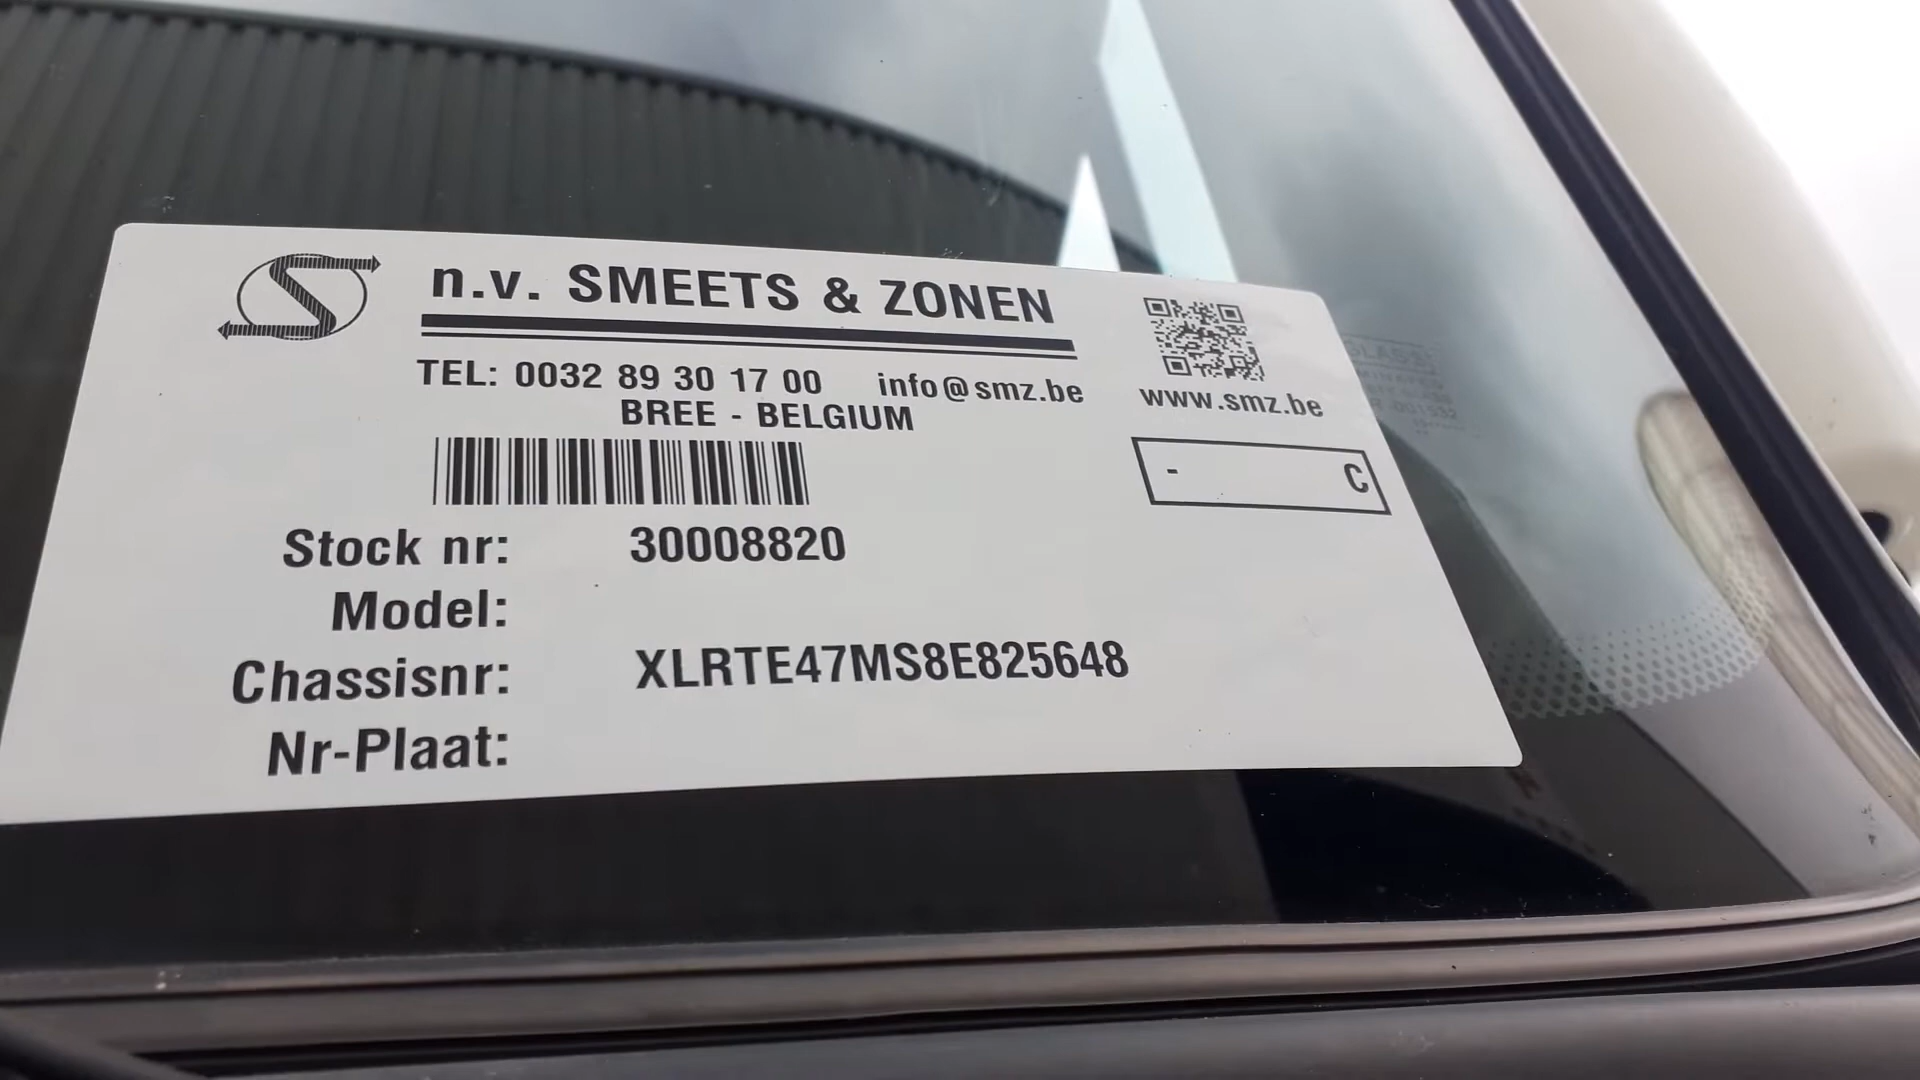 n.v. SMEETS & ZONEN
TEL: 0032 89 30 17 00 info@smz.be
BREE - BELGIUM
www.smz.be
- C
Stock nr: 30008820
Model:
Chassisnr: XLRTE47MS8E825648
Nr-Plaat: